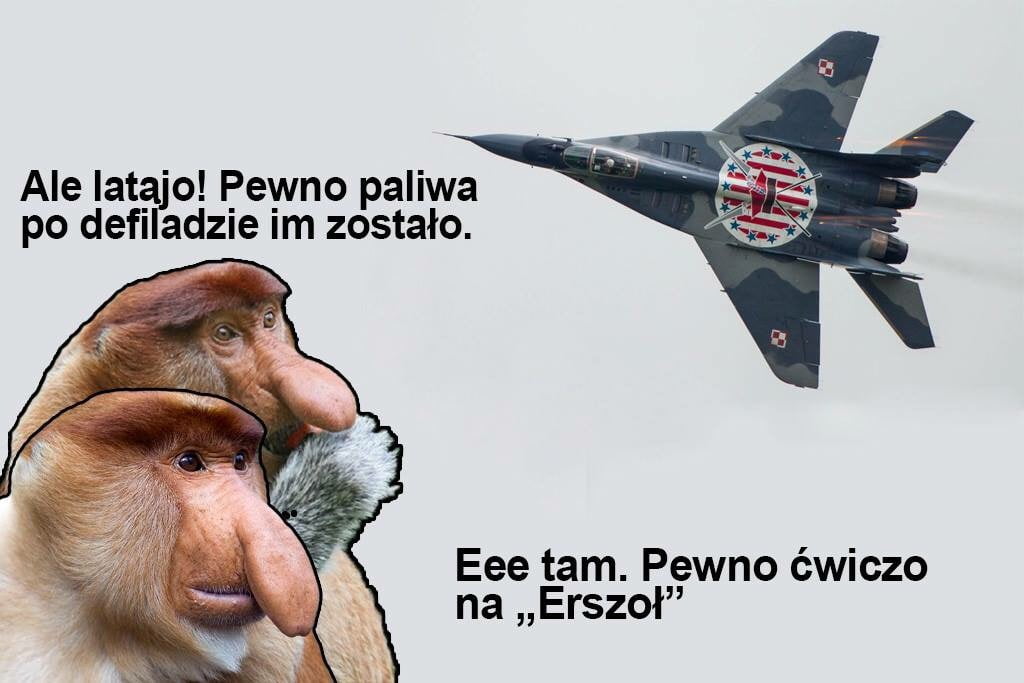 Ale latajo! Pewno paliwa
po defiladzie im zostało.
Eee tam. Pewno ćwiczo
na „Erszoł”